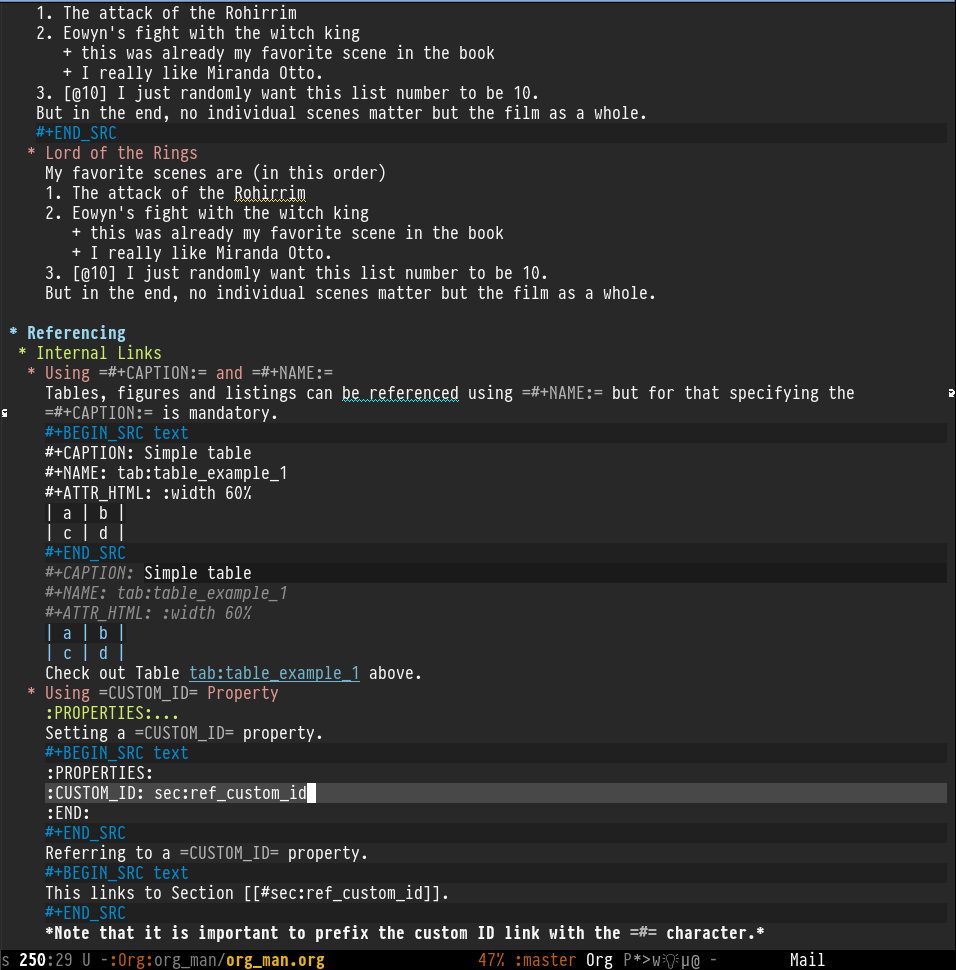 1. The attack of the Rohirrim
2. Eowyn's fight with the witch king
+ this was already my favorite scene in the book
+ I really like Miranda Otto.
3. [@10] I just randomly want this list number to be 10.
But in the end, no individual scenes matter but the film as a whole.
#+END_SRC
* Lord of the Rings
My favorite scenes are (in this order)
1. The attack of the Rohirrim
2. Eowyn's fight with the witch king
+ this was already my favorite scene in the book
+ I really like Miranda Otto.
3. [@10] I just randomly want this list number to be 10.
But in the end, no individual scenes matter but the film as a whole.
* Referencing
* Internal Links
* Using =#+CAPTION:= and =#+NAME:=
Tables, figures and listings can be referenced using =#+NAME:= but for that specifying the
=#+CAPTION:= is mandatory.
#+BEGIN_SRC text
#+CAPTION: Simple table
#+NAME: tab:table_example_1
#+ATTR_HTML: :width 60%
| a | b |
| c | d |
#+END_SRC
#+CAPTION: Simple table
#+NAME: tab:table_example_1
#+ATTR_HTML: :width 60%
| a | b |
| c | d |
Check out Table tab:table_example_1 above.
* Using =CUSTOM_ID= Property
:PROPERTIES:...
Setting a =CUSTOM_ID= property.
#+BEGIN_SRC text
:PROPERTIES:
:CUSTOM_ID: sec:ref_custom_id
:END:
#+END_SRC
Referring to a =CUSTOM_ID= property.
#+BEGIN_SRC text
This links to Section [[#sec:ref_custom_id]].
#+END_SRC
*Note that it is important to prefix the custom ID link with the =#= character.*
s 250:29 U -:Org:org_man/org_man.org 47% :master Org P*>w μ@ - Mail